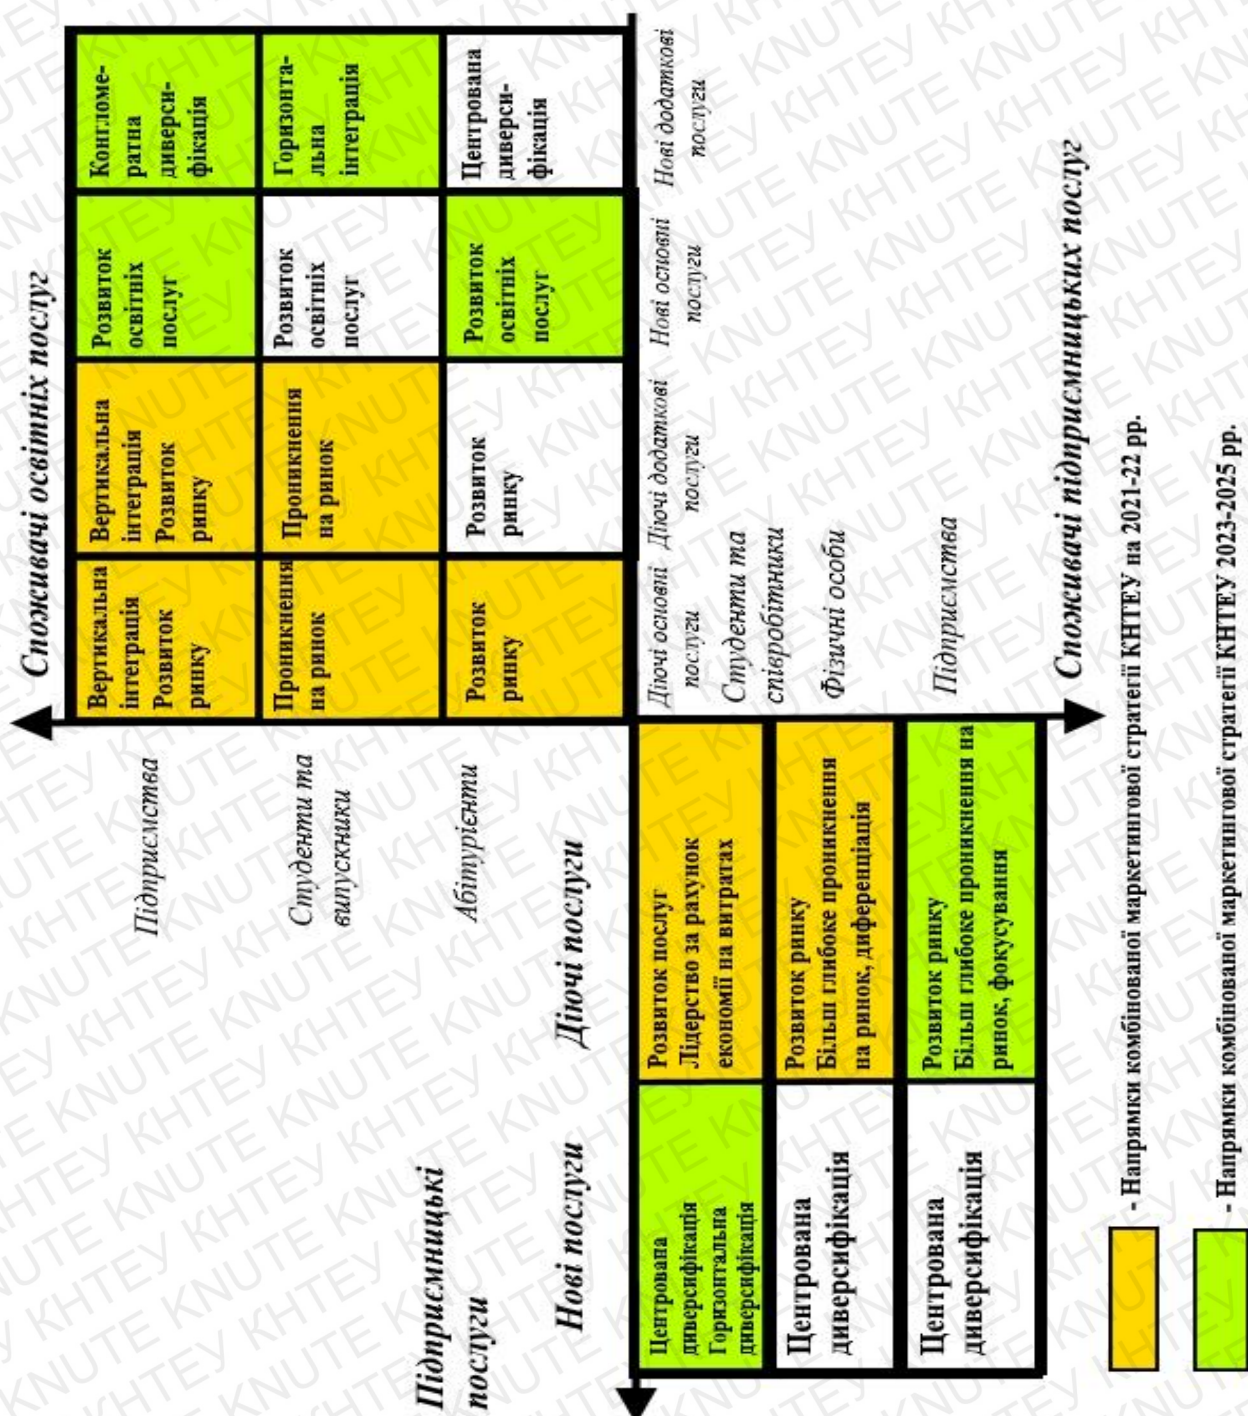 Споживачі освітніх послуг
Підприємства
Вертикальна
інтеграція
Розвиток
ринку
Вертикальна
інтеграція
Розвиток
ринку
Розвиток
освітніх
послуг
Конгломе-
ратна
диверси-
фікація
Студенти та
випускники
Проникнення
на ринок
Проникнення
на ринок
Розвиток
освітніх
послуг
Горизонта-
льна
інтеграція
Абітурієнти
Розвиток
ринку
Розвиток
ринку
Розвиток
освітніх
послуг
Центрована
диверси-
фікація
Підприємницькі
послуги
Нові послуги
Діючі послуги
Діючі основні
послуги
Діючі додаткові
послуги
Нові основні
послуги
Нові додаткові
послуги
Центрована
диверсифікація
Горизонтальна
диверсифікація
Розвиток послуг
Лідерство за рахунок
економії на витратах
Студенти та
співробітники
Центрована
диверсифікація
Розвиток ринку
Більш глибоке проникнення
на ринок, диференціація
Фізичні особи
Центрована
диверсифікація
Розвиток ринку
Більш глибоке проникнення на
ринок, фокусування
Підприємства
Споживачі підприємницьких послуг
- Напрямки комбінованої маркетингової стратегії КНТЕУ на 2021-22 рр.
- Напрямки комбінованої маркетингової стратегії КНТЕУ 2023-2025 рр.